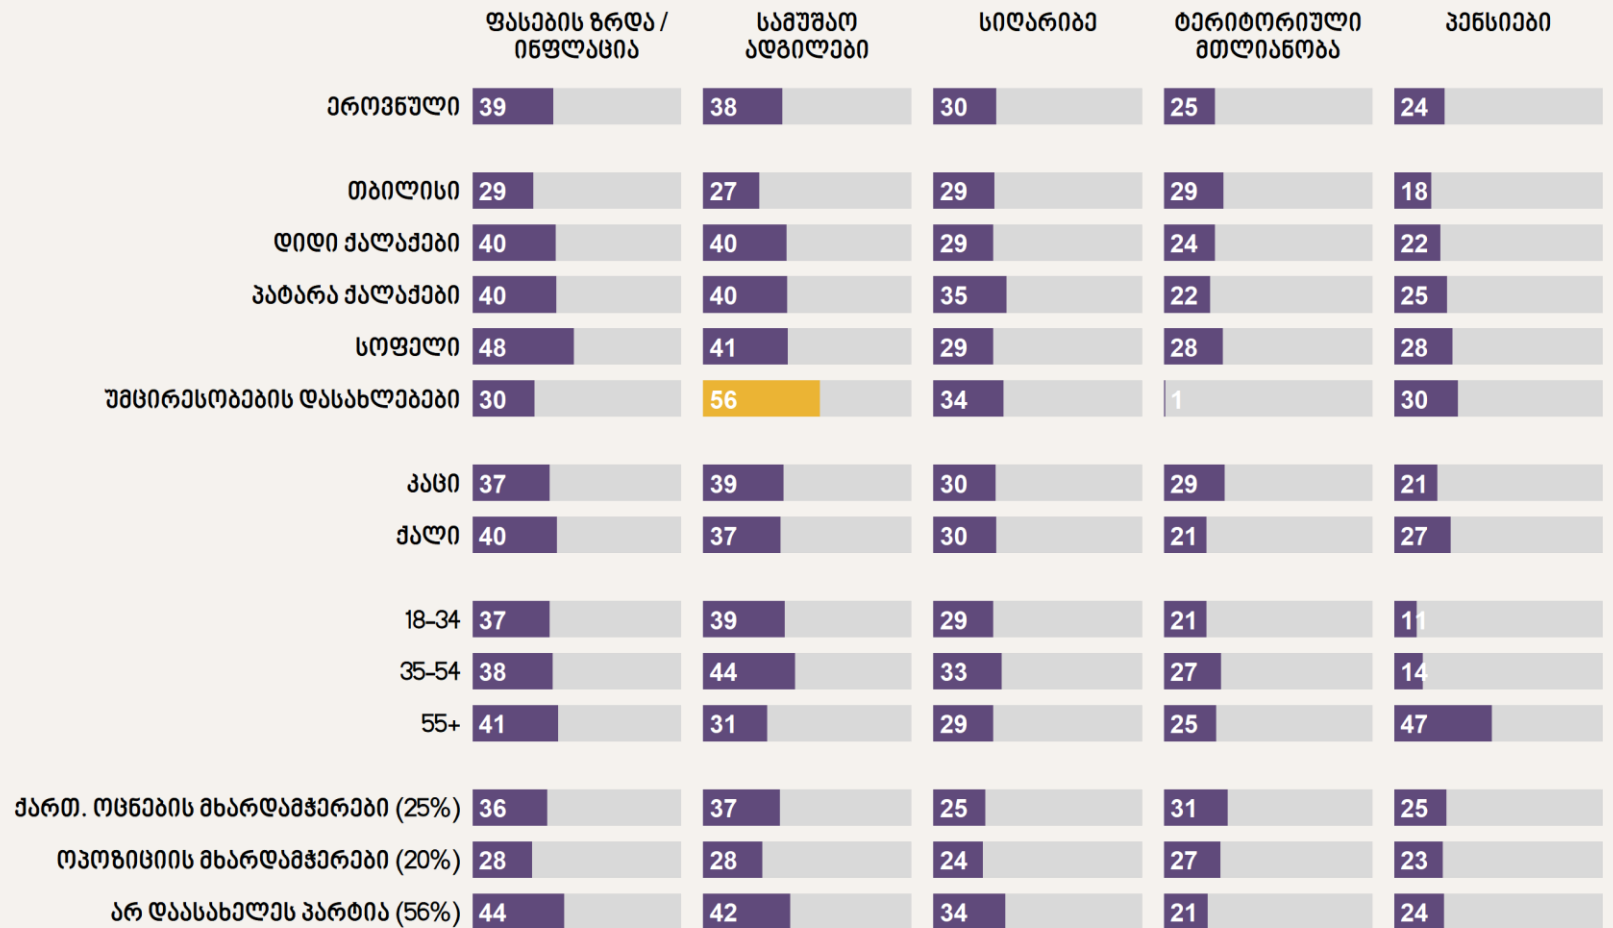 ფასების ზრდა / ინფლაცია
სამუშაო ადგილები
სიღარიბე
ტერიტორიული მთლიანობა
პენსიები
ეროვნული 39 38 30 25 24
თბილისი 29 27 29 29 18
დიდი ქალაქები 40 40 29 24 22
პატარა ქალაქები 40 40 35 22 25
სოფელი 48 41 29 28 28
უმცირესობების დასახლებები 30 56 34 1 30
კაცი 37 39 30 29 21
ქალი 40 37 30 21 27
18-34 37 39 29 21 11
35-54 38 44 33 27 14
55+ 41 31 29 25 47
ქართ. ოცნების მხარდამჭერები (25%) 36 37 25 31 25
ოპოზიციის მხარდამჭერები (20%) 28 28 24 27 23
არ დაასახელეს პარტია (56%) 44 42 34 21 24